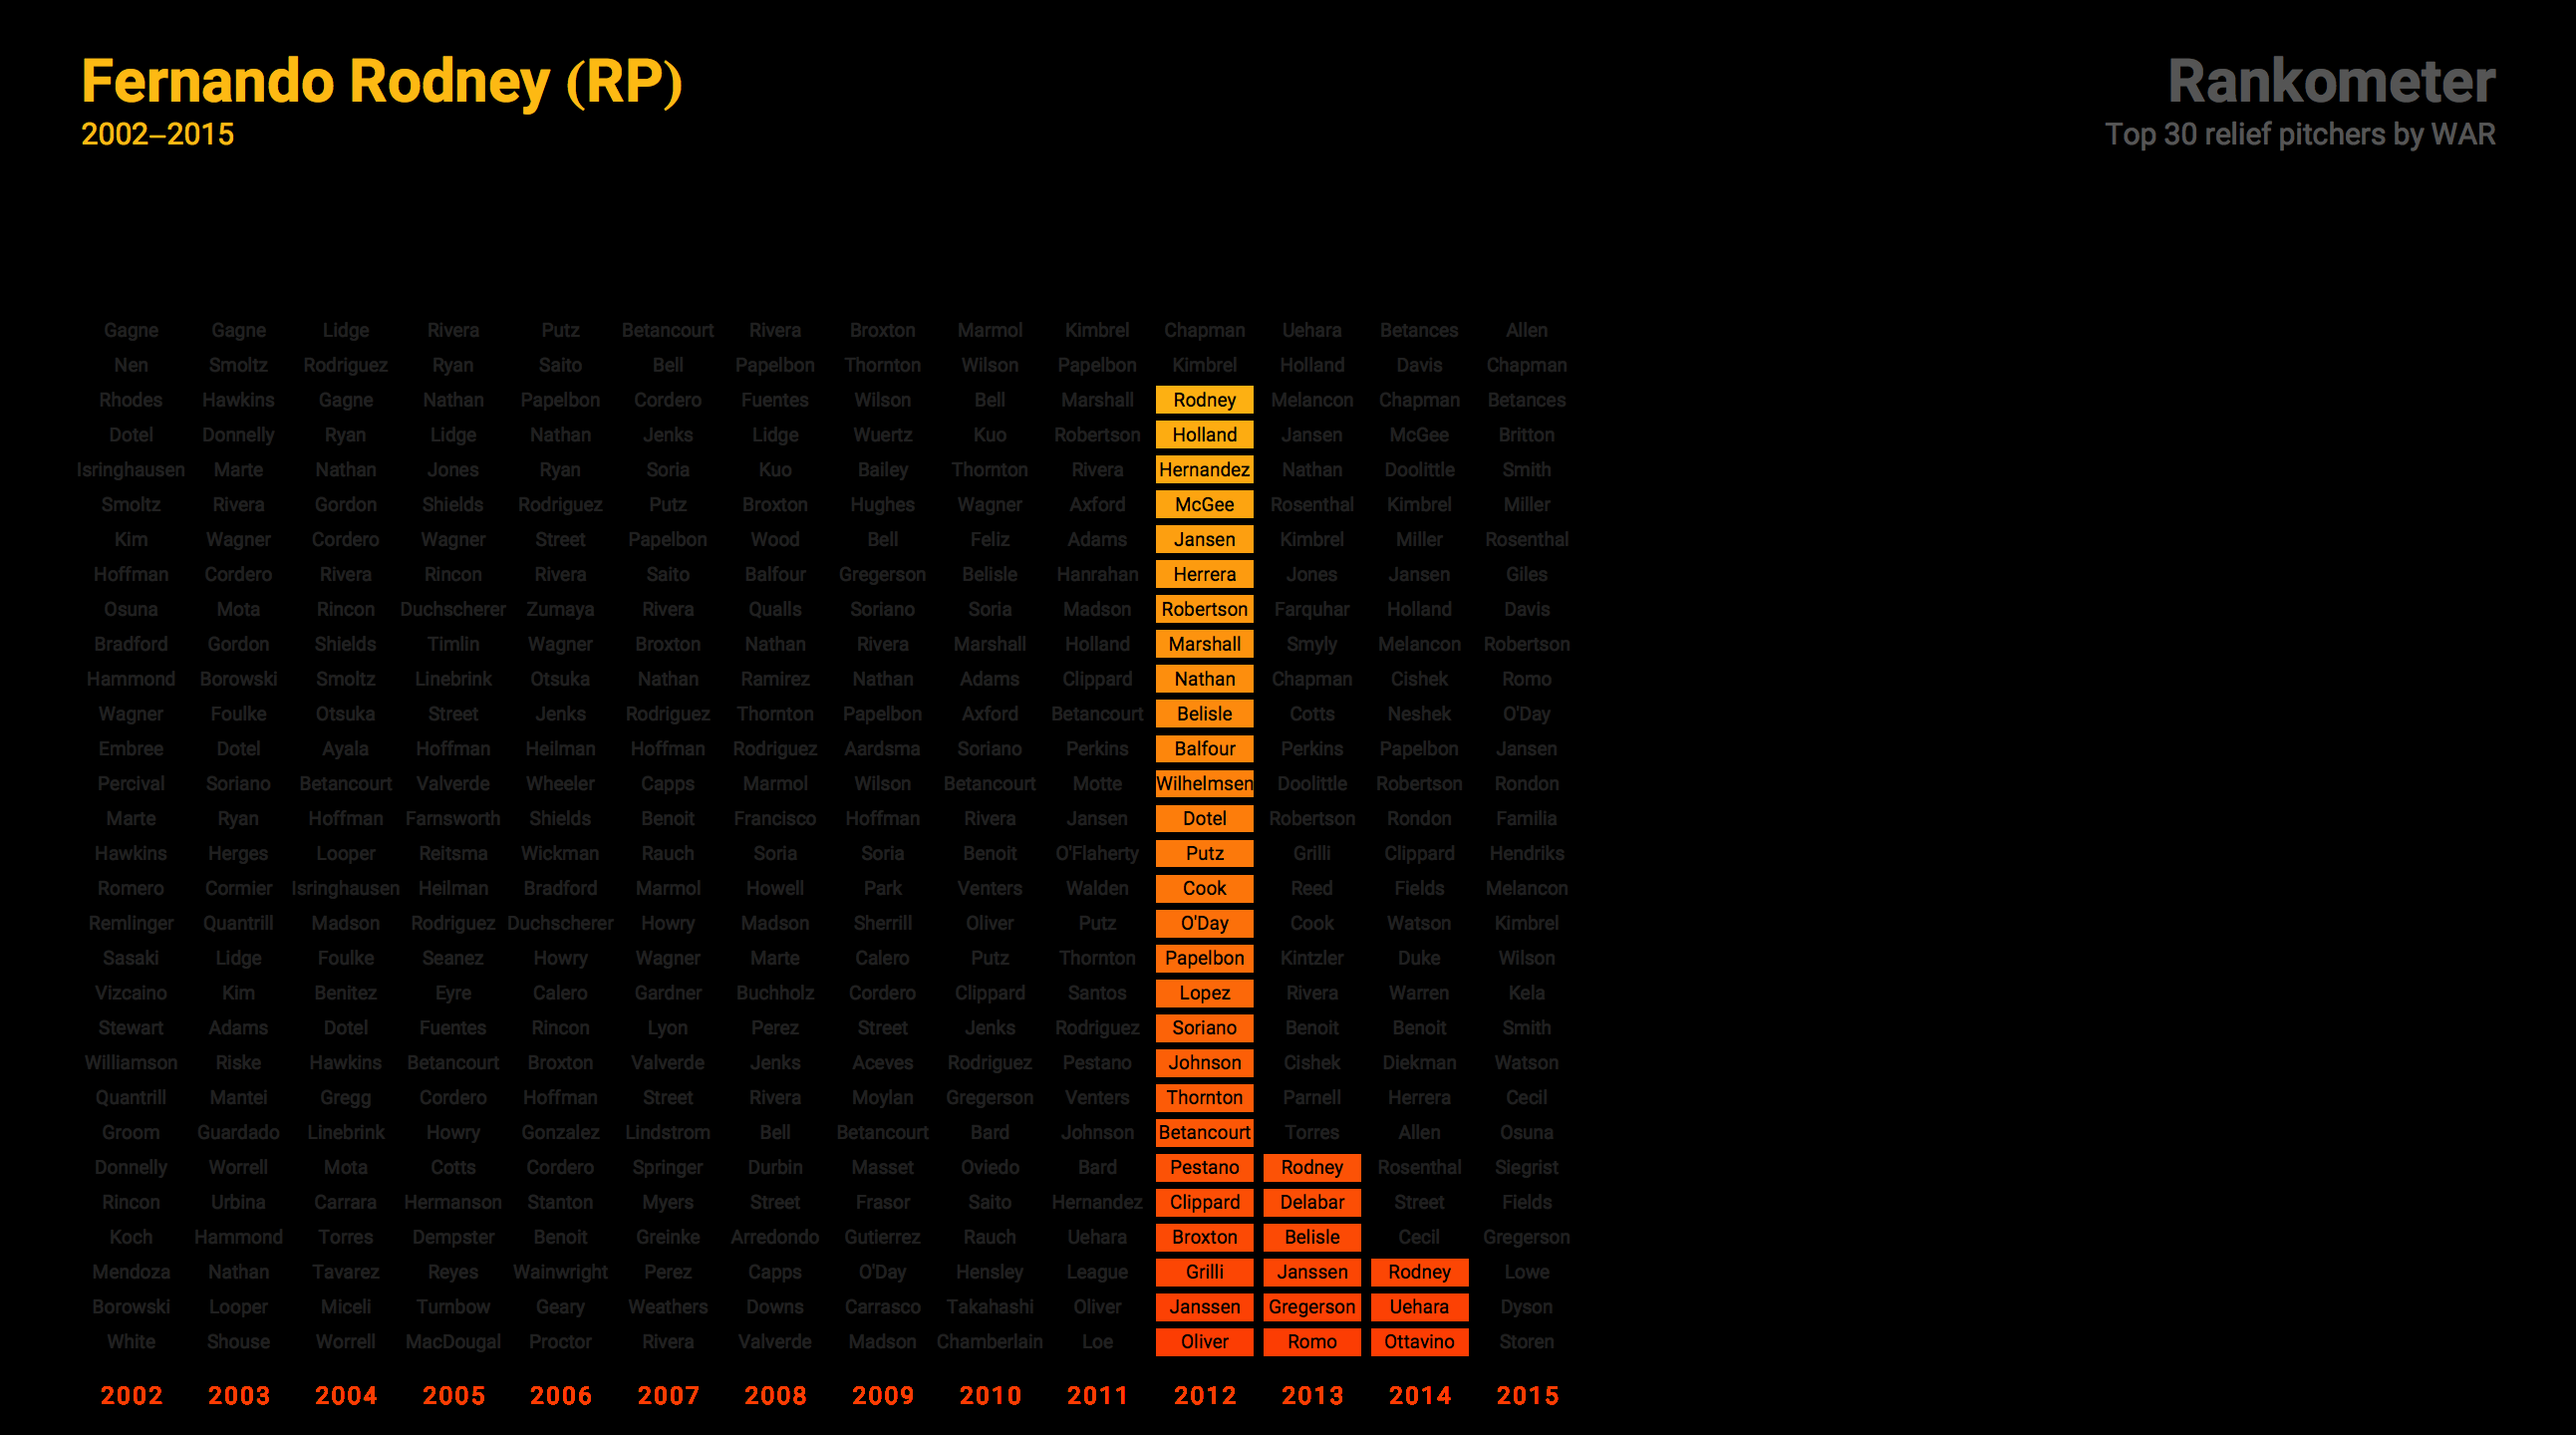 Fernando Rodney (RP)
2002–2015
Rankometer
Top 30 relief pitchers by WAR
Gagne Gagne Lidge Rivera Putz Betancourt Rivera Broxton Marmol Kimbrel Chapman Uehara Betances Allen
Nen Smoltz Rodriguez Ryan Saito Bell Papelbon Thornton Wilson Papelbon Kimbrel Holland Davis Chapman
Rhodes Hawkins Gagne Nathan Papelbon Cordero Fuentes Wilson Bell Marshall Rodney Melancon Chapman Betances
Dotel Donnelly Ryan Lidge Nathan Jenks Lidge Wuertz Kuo Robertson Holland Jansen McGee Britton
Isringhausen Marte Nathan Jones Ryan Soria Kuo Bailey Thornton Rivera Hernandez Nathan Doolittle Smith
Smoltz Rivera Gordon Shields Rodriguez Putz Broxton Hughes Wagner Axford McGee Rosenthal Kimbrel Miller
Kim Wagner Cordero Wagner Street Papelbon Wood Bell Feliz Adams Jansen Kimbrel Miller Rosenthal
Hoffman Cordero Rivera Rincon Rivera Saito Balfour Gregerson Belisle Hanrahan Herrera Jones Jansen Giles
Osuna Mota Rincon Duchscherer Zumaya Rivera Qualls Soriano Soria Madson Robertson Farquhar Holland Davis
Bradford Gordon Shields Timlin Wagner Broxton Nathan Rivera Marshall Holland Marshall Smyly Melancon Robertson
Hammond Borowski Smoltz Linebrink Otsuka Nathan Ramirez Nathan Adams Clippard Nathan Chapman Cishek Romo
Wagner Foulke Otsuka Street Jenks Rodriguez Thornton Papelbon Axford Betancourt Belisle Cotts Neshek O'Day
Embree Dotel Ayala Hoffman Heilman Hoffman Rodriguez Aardsma Soriano Perkins Balfour Perkins Papelbon Jansen
Percival Soriano Betancourt Valverde Wheeler Capps Marmol Wilson Betancourt Motte Wilhelmsen Doolittle Robertson Rondon
Marte Ryan Hoffman Farnsworth Shields Benoit Francisco Hoffman Rivera Jansen Dotel Robertson Rondon Familia
Hawkins Herges Looper Reitsma Wickman Rauch Soria Soria Benoit O'Flaherty Putz Grilli Clippard Hendriks
Romero Cormier Isringhausen Heilman Bradford Marmol Howell Park Venters Walden Cook Reed Fields Melancon
Remlinger Quantrill Madson Rodriguez Duchscherer Howry Madson Sherrill Oliver Putz O'Day Cook Watson Kimbrel
Sasaki Lidge Foulke Seanez Howry Wagner Marte Calero Putz Thornton Papelbon Kintzler Duke Wilson
Vizcaino Kim Benitez Eyre Calero Gardner Buchholz Cordero Clippard Santos Lopez Rivera Warren Kela
Stewart Adams Dotel Fuentes Rincon Lyon Perez Street Jenks Rodriguez Soriano Benoit Benoit Smith
Williamson Riske Hawkins Betancourt Broxton Valverde Jenks Aceves Rodriguez Pestano Johnson Cishek Diekman Watson
Quantrill Mantei Gregg Cordero Hoffman Street Rivera Moylan Gregerson Venters Thornton Parnell Herrera Cecil
Groom Guardado Linebrink Howry Gonzalez Lindstrom Bell Betancourt Bard Johnson Betancourt Torres Allen Osuna
Donnelly Worrell Mota Cotts Cordero Springer Durbin Masset Oviedo Bard Pestano Rodney Rosenthal Siegrist
Rincon Urbina Carrara Hermanson Stanton Myers Street Frasor Saito Hernandez Clippard Delabar Street Fields
Koch Hammond Torres Dempster Benoit Greinke Arredondo Gutierrez Rauch Uehara Broxton Belisle Cecil Gregerson
Mendoza Nathan Tavarez Reyes Wainwright Perez Capps O'Day Hensley League Grilli Janssen Rodney Lowe
Borowski Looper Miceli Turnbow Geary Weathers Downs Carrasco Takahashi Oliver Janssen Gregerson Uehara Dyson
White Shouse Worrell MacDougal Proctor Rivera Valverde Madson Chamberlain Loe Oliver Romo Ottavino Storen
2002 2003 2004 2005 2006 2007 2008 2009 2010 2011 2012 2013 2014 2015